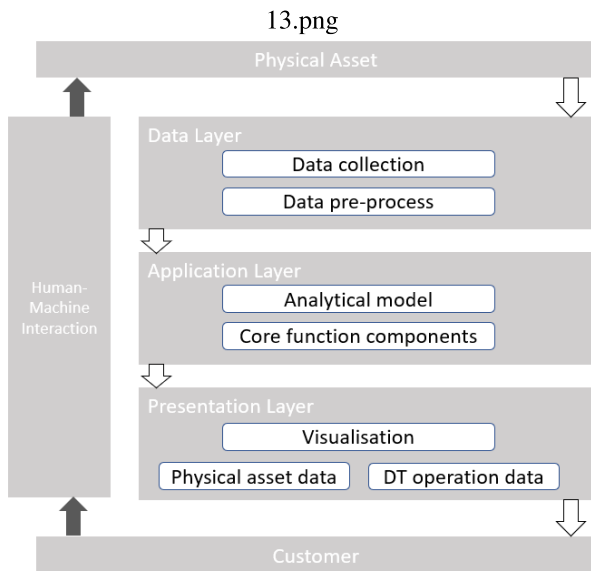 13.png
Physical Asset
Data Layer
Data collection
Data pre-process
Human-
Machine
Interaction
Application Layer
Analytical model
Core function components
Presentation Layer
Visualisation
Physical asset data
DT operation data
Customer